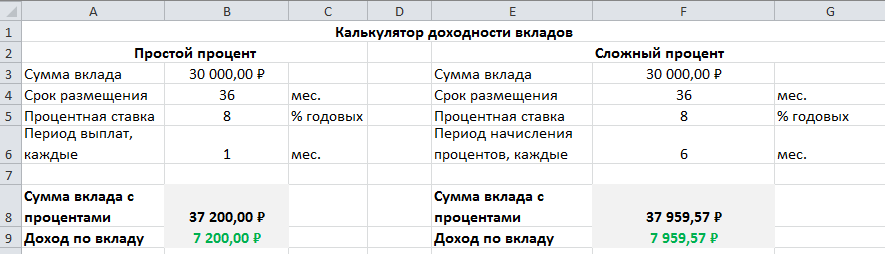 A B C D E F G
1 Калькулятор доходности вкладов
2 Простой процент Сложный процент
3 Сумма вклада 30 000,00 ₽ Сумма вклада 30 000,00 ₽
4 Срок размещения 36 мес. Срок размещения 36 мес.
5 Процентная ставка 8 % годовых Процентная ставка 8 % годовых
Период выплат, Период начисления
6 каждые 1 мес. процентов, каждые 6 мес.
7
Сумма вклада с Сумма вклада с
8 процентами 37 200,00 ₽ процентами 37 959,57 ₽
9 Доход по вкладу 7 200,00 ₽ Доход по вкладу 7 959,57 ₽